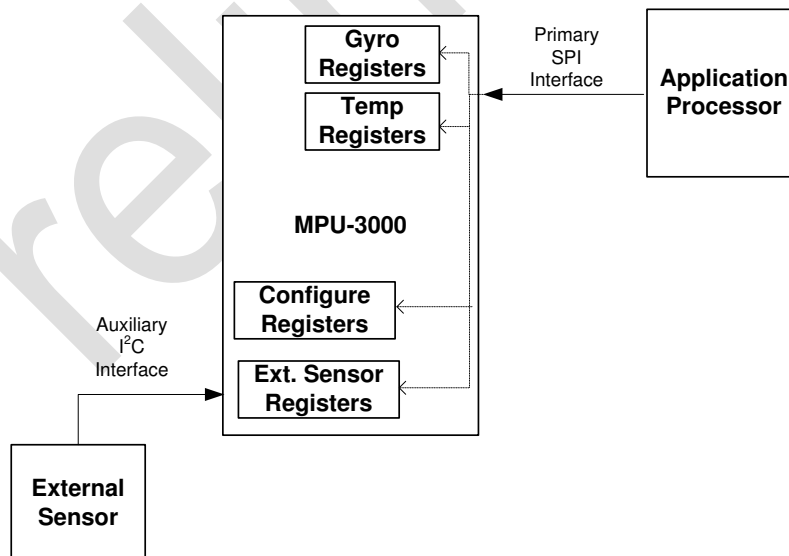 Gyro
Registers
Temp
Registers
MPU-3000
Configure
Registers
Ext. Sensor
Registers
Primary
SPI
Interface
Application
Processor
Auxiliary
I²C
Interface
External
Sensor